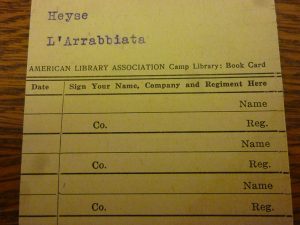 Heyse
L'Arrabbiata
AMERICAN LIBRARY ASSOCIATION Camp Library: Book Card
Date Sign Your Name, Company and Regiment Here
Name
Co. Reg.
Name
Co. Reg.
Name
Co. Reg.